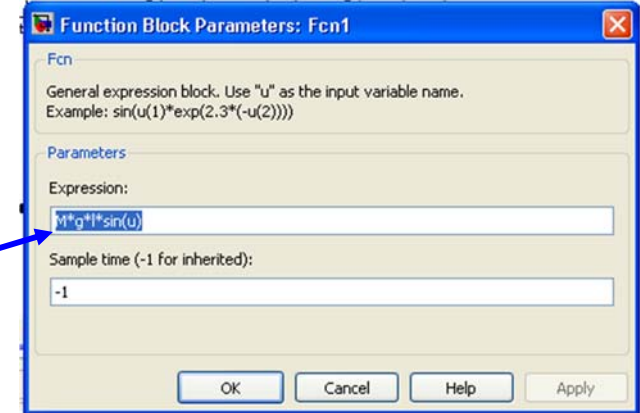 Function Block Parameters: Fcn1
Fcn
General expression block. Use "u" as the input variable name.
Example: sin(u(1)*exp(2.3*(-u(2))))
Parameters
Expression:
M*g*l*sin(u)
Sample time (-1 for inherited):
-1
OK Cancel Help Apply